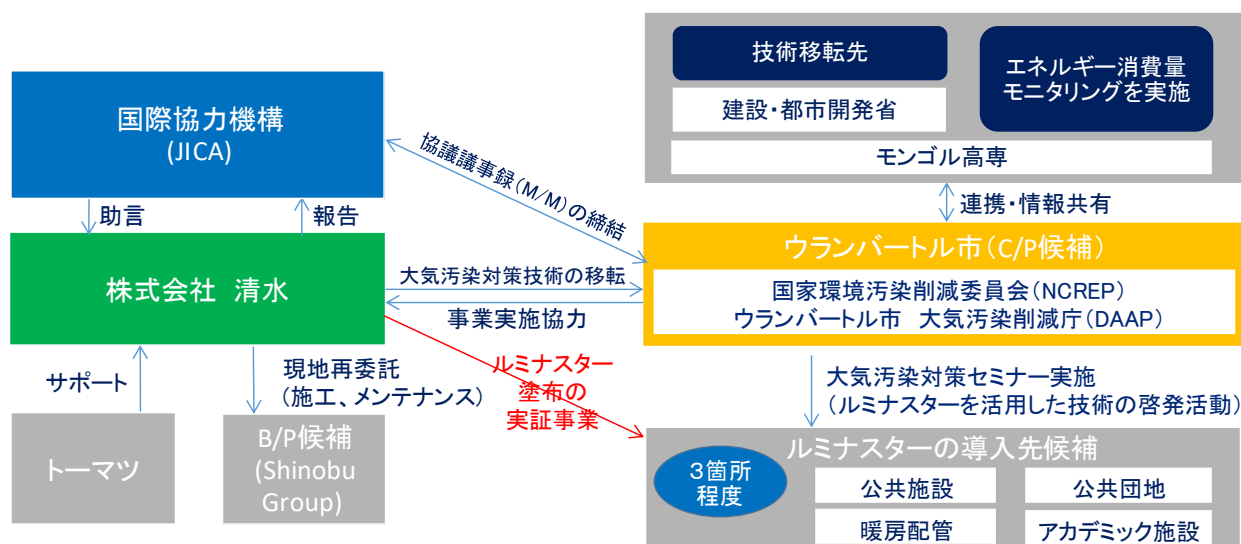 国際協力機構
(JICA)
助言
報告
株式会社 清水
サポート
トーマツ
現地再委託
(施工、メンテナンス)
B/P候補
(Shinobu
Group)
協議議事録(M/M)の締結
大気汚染対策技術の移転
事業実施協力
ルミナスター
塗布の
実証事業
技術移転先
建設・都市開発省
エネルギー消費量
モニタリングを実施
モンゴル高専
連携・情報共有
ウランバートル市(C/P候補)
国家環境汚染削減委員会(NCREP)
ウランバートル市 大気汚染削減庁(DAAP)
大気汚染対策セミナー実施
(ルミナスターを活用した技術の啓発活動)
ルミナスターの導入先候補
3箇所
程度
公共施設
公共団地
暖房配管
アカデミック施設